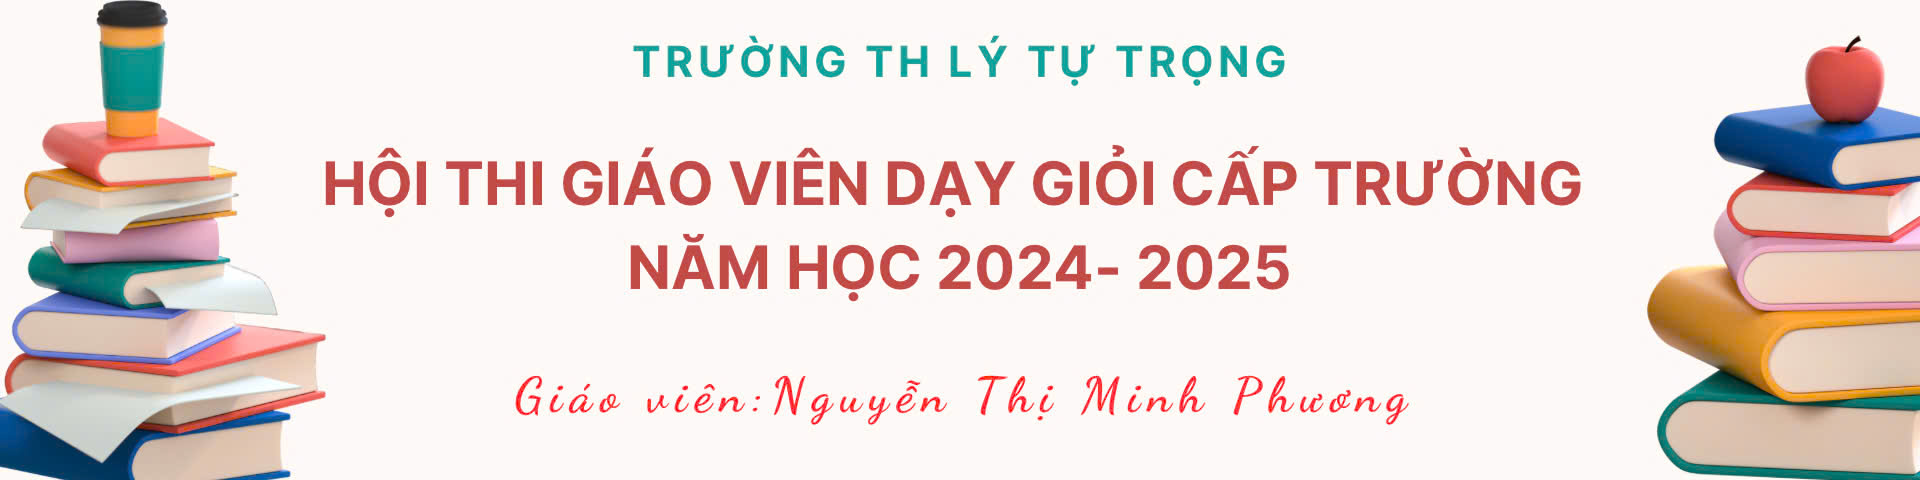 TRƯỜNG TH LÝ TỰ TRỌNG
HỘI THI GIÁO VIÊN DẠY GIỎI CẤP TRƯỜNG
NĂM HỌC 2024- 2025
Giáo viên:Nguyễn Thị Minh Phương